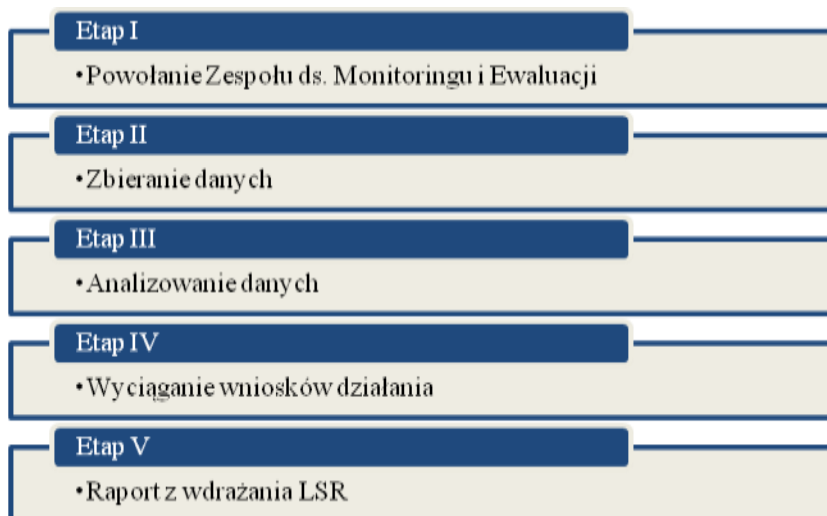 Etap I
•Powołanie Zespołu ds. Monitoringu i Ewaluacji
Etap II
•Zbieranie danych
Etap III
•Analizowanie danych
Etap IV
•Wyciąganie wniosków działania
Etap V
•Raport z wdrażania LSR